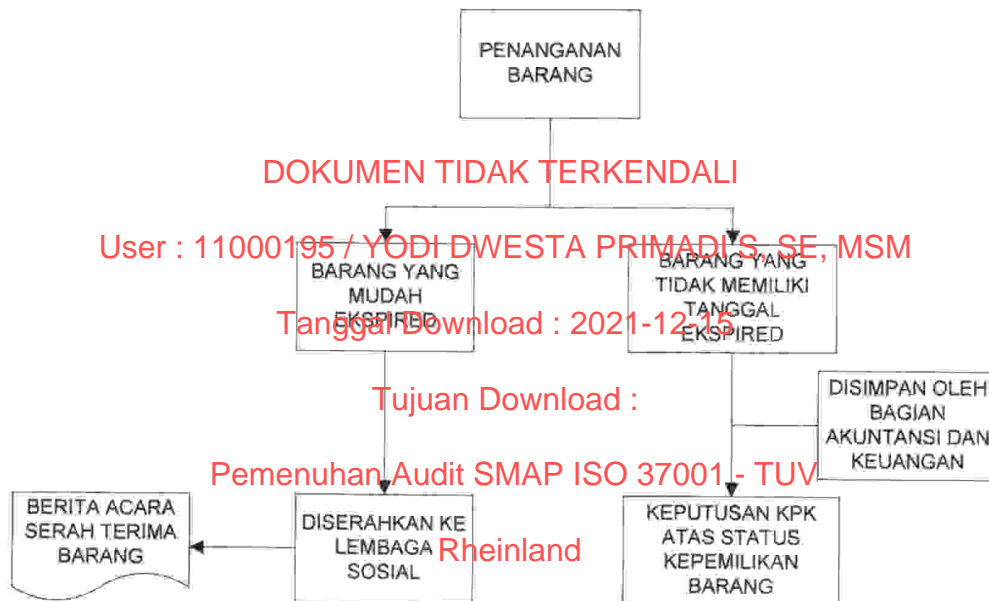 PENANGANAN
BARANG
DOKUMEN TIDAK TERKENDALI
User : 11000195 / YODI DWESTA PRIMADI S, SE, MSM
BARANG YANG
MUDAH
EKSPIRED
BARANG YANG
TIDAK MEMILIKI
TANGGAL
EKSPIRED
Tanggal Download : 2021-12-15
Tujuan Download :
DISIMPAN OLEH
BAGIAN
AKUNTANSI DAN
KEUANGAN
Pemenuhan Audit SMAP ISO 37001 - TUV
Rheinland
BERITA ACARA
SERAH TERIMA
BARANG
DISERAHKAN KE
LEMBAGA
SOSIAL
KEPUTUSAN KPK
ATAS STATUS
KEPEMILIKAN
BARANG